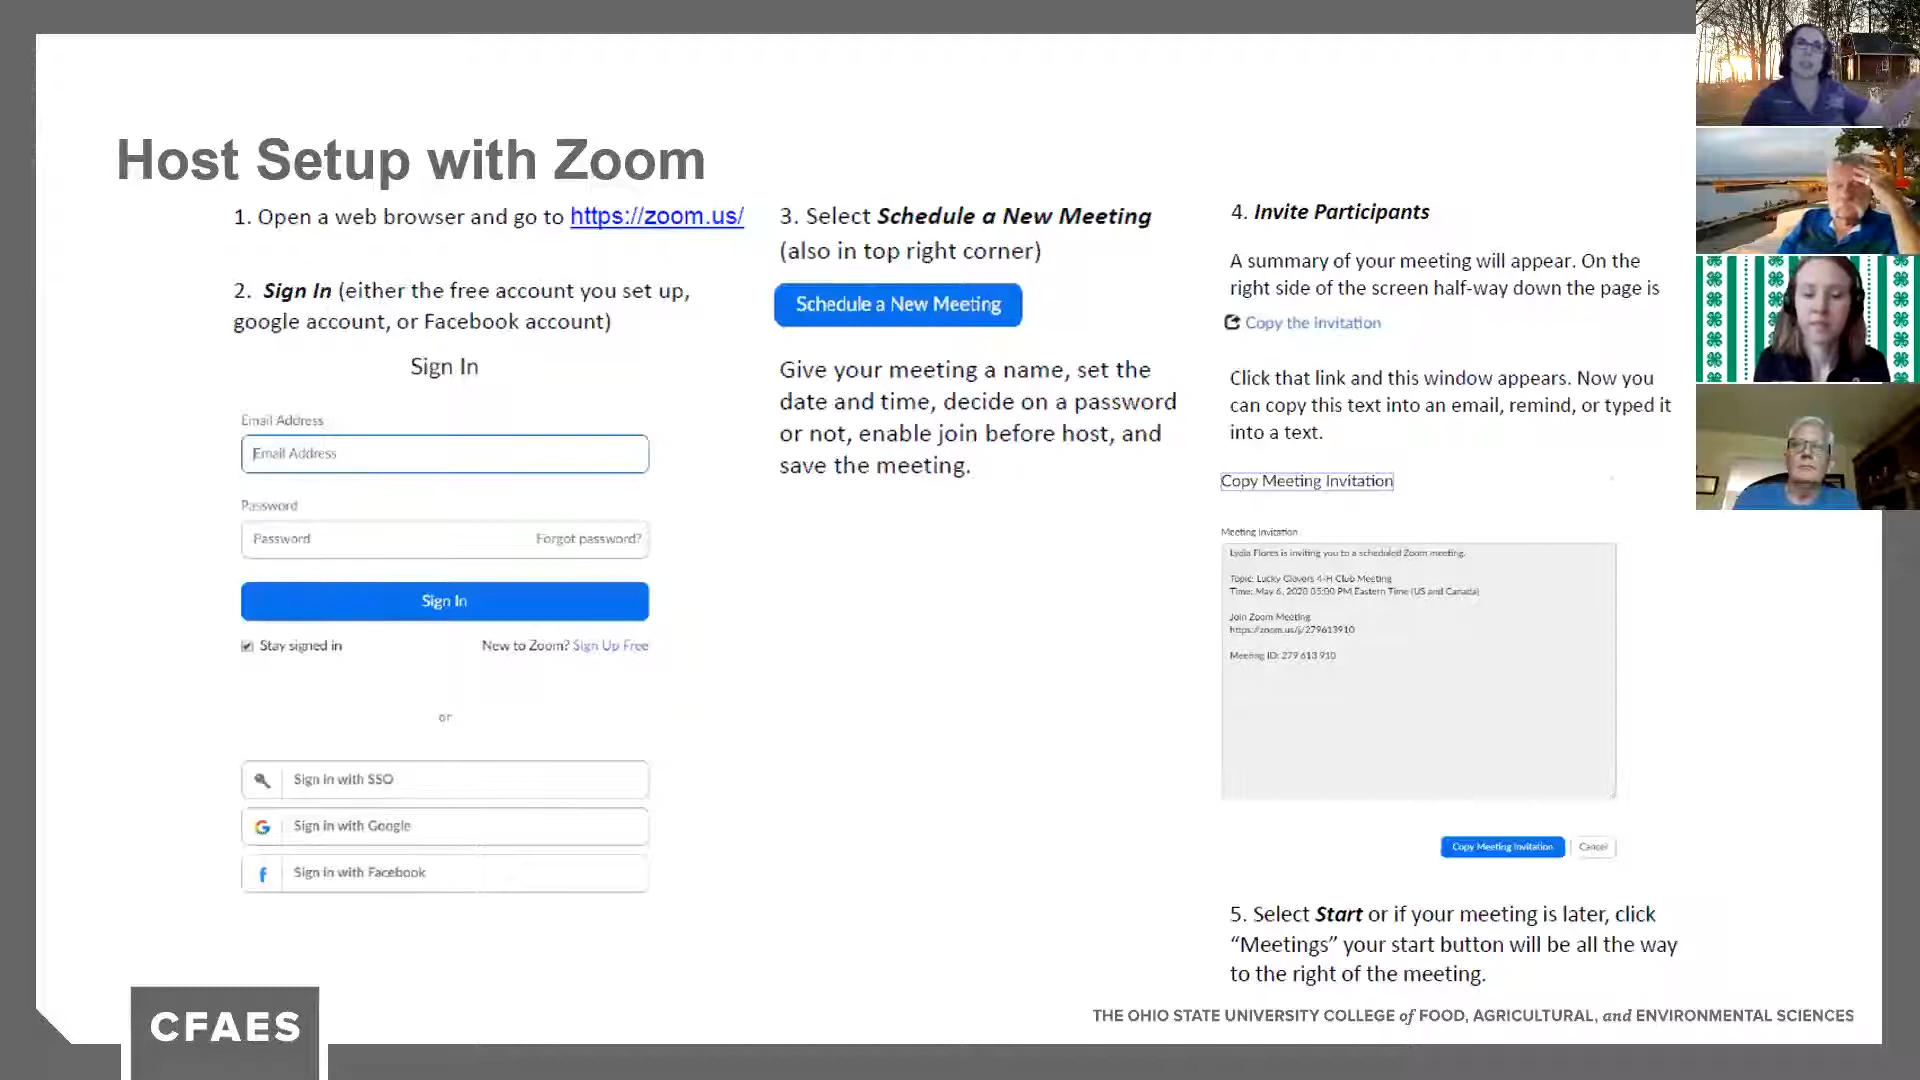 Host Setup with Zoom
1. Open a web browser and go to https://zoom.us/
2. Sign In (either the free account you set up,
google account, or Facebook account)
Sign In
Email Address
Email Address
Password
Password Forgot password?
Sign In
Stay signed in New to Zoom? Sign Up Free
or
Sign in with SSO
Sign in with Google
Sign in with Facebook
3. Select Schedule a New Meeting
(also in top right corner)
Schedule a New Meeting
Give your meeting a name, set the
date and time, decide on a password
or not, enable join before host, and
save the meeting.
4. Invite Participants
A summary of your meeting will appear. On the
right side of the screen half-way down the page is
Copy the invitation
Click that link and this window appears. Now you
can copy this text into an email, remind, or typed it
into a text.
Copy Meeting Invitation
Meeting Invitation
Lydia Flores is inviting you to a scheduled Zoom meeting.
Topic: Lucky Clovers 4-H Club Meeting
Time: May 6, 2020 05:00 PM Eastern Time (US and Canada)
Join Zoom Meeting
https://zoom.us/j/279613910
Meeting ID: 279 613 910
Copy Meeting Invitation Cancel
5. Select Start or if your meeting is later, click
“Meetings” your start button will be all the way
to the right of the meeting.
CFAES
THE OHIO STATE UNIVERSITY COLLEGE of FOOD, AGRICULTURAL, and ENVIRONMENTAL SCIENCES